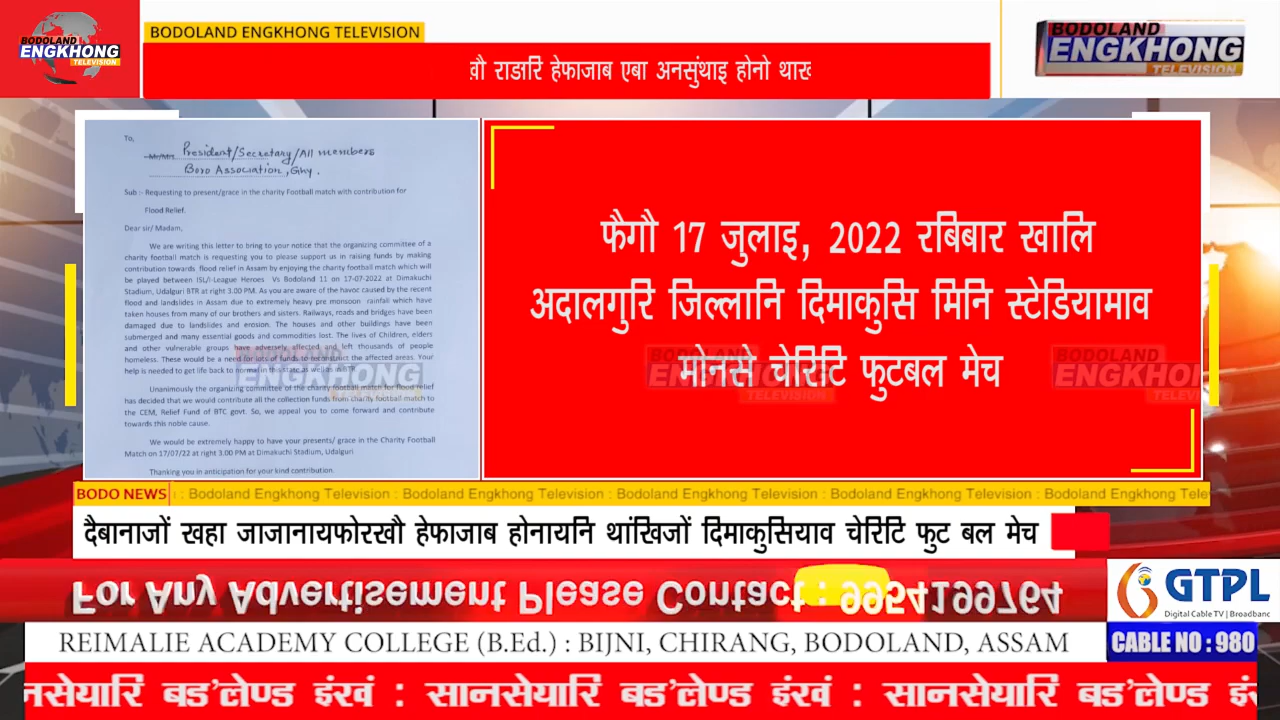 BODOLAND
ENGKHONG
TELEVISION
BODOLAND ENGKHONG TELEVISION
राडारि हेफाजाब एबा अनसुंथाइ होनो
BODOLAND
ENGKHONG
TELEVISION
To,
Mr/Mrs President/Secretary/All members
Boro Association, Ghy.
Sub :- Requesting to present/grace in the charity Football match with contribution for
Flood Relief.
Dear sir/ Madam,
We are writing this letter to bring to your notice that the organizing committee of a
charity football match is requesting you to please support us in raising funds by making
contribution towards flood relief in Assam by enjoying the charity football match which will
be played between ISL/I-League Heroes Vs Bodoland 11 on 17-07-2022 at Dimakuchi
Stadium, Udalguri BTR at right 3.00 PM. As you are aware of the havoc caused by the recent
flood and landslides in Assam due to extremely heavy pre monsoon rainfall which have
taken houses from many of our brothers and sisters. Railways, roads and bridges have been
damaged due to landslides and erosion. The houses and other buildings have been
submerged and many essential goods and commodities lost. The lives of Children, elders
and other vulnerable groups have adversely affected and left thousands of people
homeless. These would be a need for lots of funds to reconstruct the affected areas. Your
help is needed to get life back to normal in this state as well as in BTR.
Unanimously the organizing committee of the charity football match for flood relief
has decided that we would contribute all the collection funds from charity football match to
the CEM, Relief Fund of BTC govt. So, we appeal you to come forward and contribute
towards this noble cause.
We would be extremely happy to have your presents/ grace in the Charity Football
Match on 17/07/22 at right 3.00 PM at Dimakuchi Stadium, Udalguri
Thanking you in anticipation for your kind contribution.
फैगौ 17 जुलाइ, 2022 रबिबार खालि
अदालगुरि जिल्लानि दिमाकुसि मिनि स्टेडियामाव
मोनसे चेरिटि फुटबल मेच
BODOLAND
ENGKHONG
TELEVISION
BODOLAND
ENGKHONG
TELEVISION
BODOLAND
ENGKHONG
TELEVISION
BODO NEWS : Bodoland Engkhong Television : Bodoland Engkhong Television : Bodoland Engkhong Television : Bodoland Engkhong Television : Bodoland Engkhong Tele
दैबानाजों खहा जाजानायफोरखौ हेफाजाब होनायनि थांखिजों दिमाकुसियाव चेरिटि फुट बल मेच
For Any Advertisement Please Contact : 9954199764
GTPL
Digital Cable TV | Broadban
REIMALIE ACADEMY COLLEGE (B.Ed.) : BIJNI, CHIRANG, BODOLAND, ASSAM
CABLE NO : 980
नसेयारि बड'लेण्ड इंखं : सानसेयारि बड'लेण्ड इंखं : सानसेयारि बड'लेण्ड इं